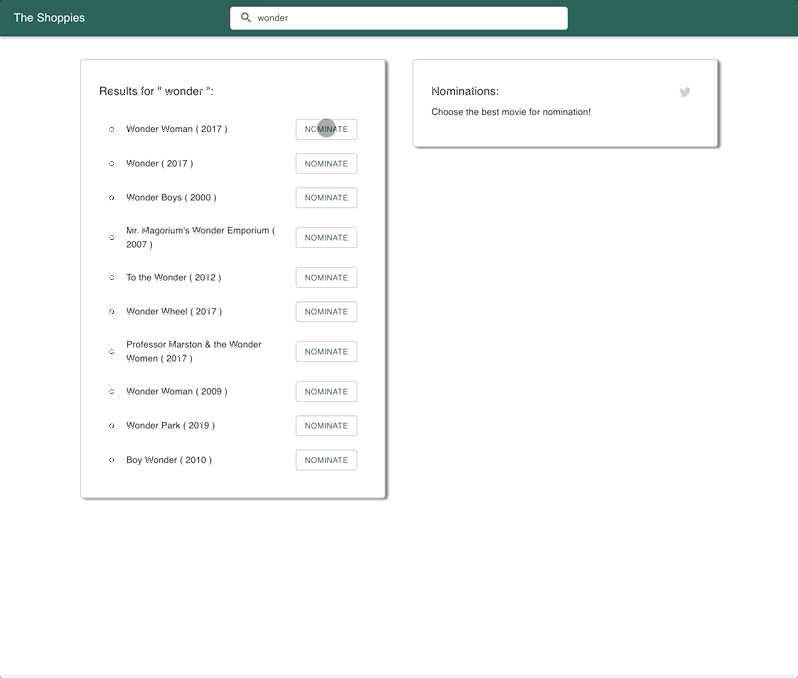 The Shoppies
wonder
Results for " wonder ":
Wonder Woman ( 2017 )
NOMINATE
Wonder ( 2017 )
NOMINATE
Wonder Boys ( 2000 )
NOMINATE
Mr. Magorium's Wonder Emporium (
2007 )
NOMINATE
To the Wonder ( 2012 )
NOMINATE
Wonder Wheel ( 2017 )
NOMINATE
Professor Marston & the Wonder
Women ( 2017 )
NOMINATE
Wonder Woman ( 2009 )
NOMINATE
Wonder Park ( 2019 )
NOMINATE
Boy Wonder ( 2010 )
NOMINATE
Nominations:
Choose the best movie for nomination!